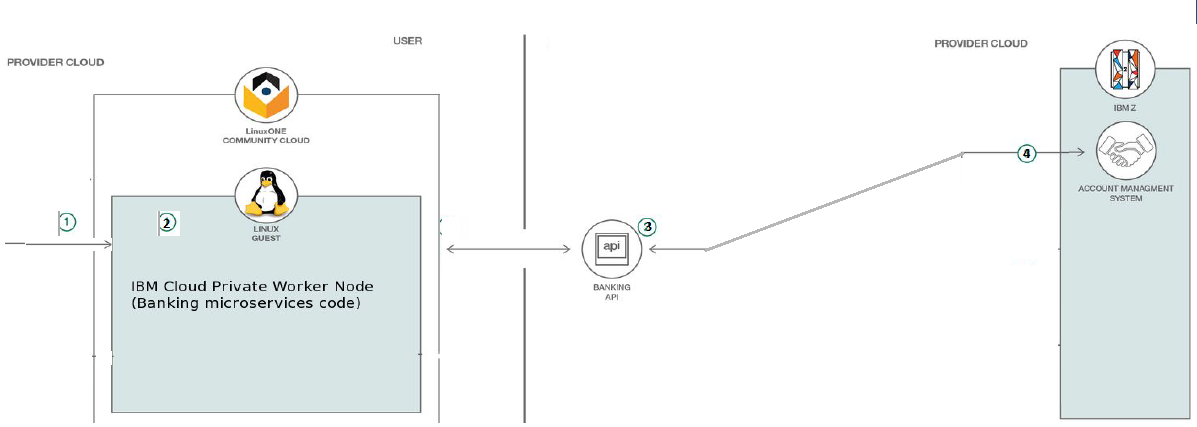 USER
PROVIDER CLOUD
PROVIDER CLOUD
LinuxONE
COMMUNITY CLOUD
IBM Z
4
ACCOUNT MANAGMENT
SYSTEM
1
2
LINUX
GUEST
3
api
IBM Cloud Private Worker Node
(Banking microservices code)
BANKING
API